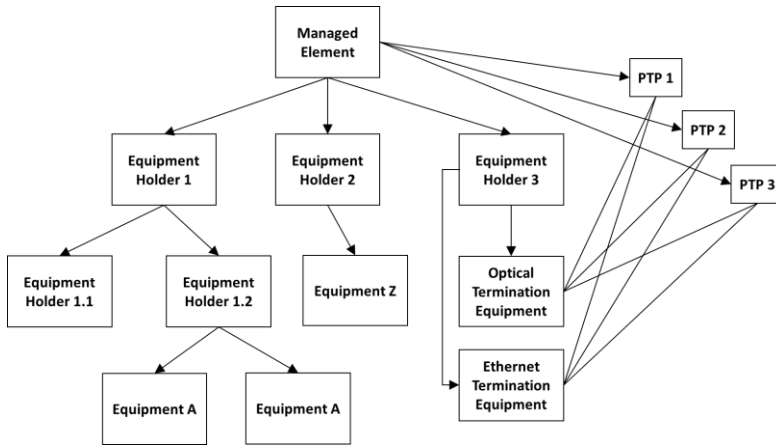 Managed
Element
PTP 1
PTP 2
PTP 3
Equipment
Holder 1
Equipment
Holder 2
Equipment
Holder 3
Equipment
Holder 1.1
Equipment
Holder 1.2
Equipment Z
Optical
Termination
Equipment
Equipment A
Equipment A
Ethernet
Termination
Equipment